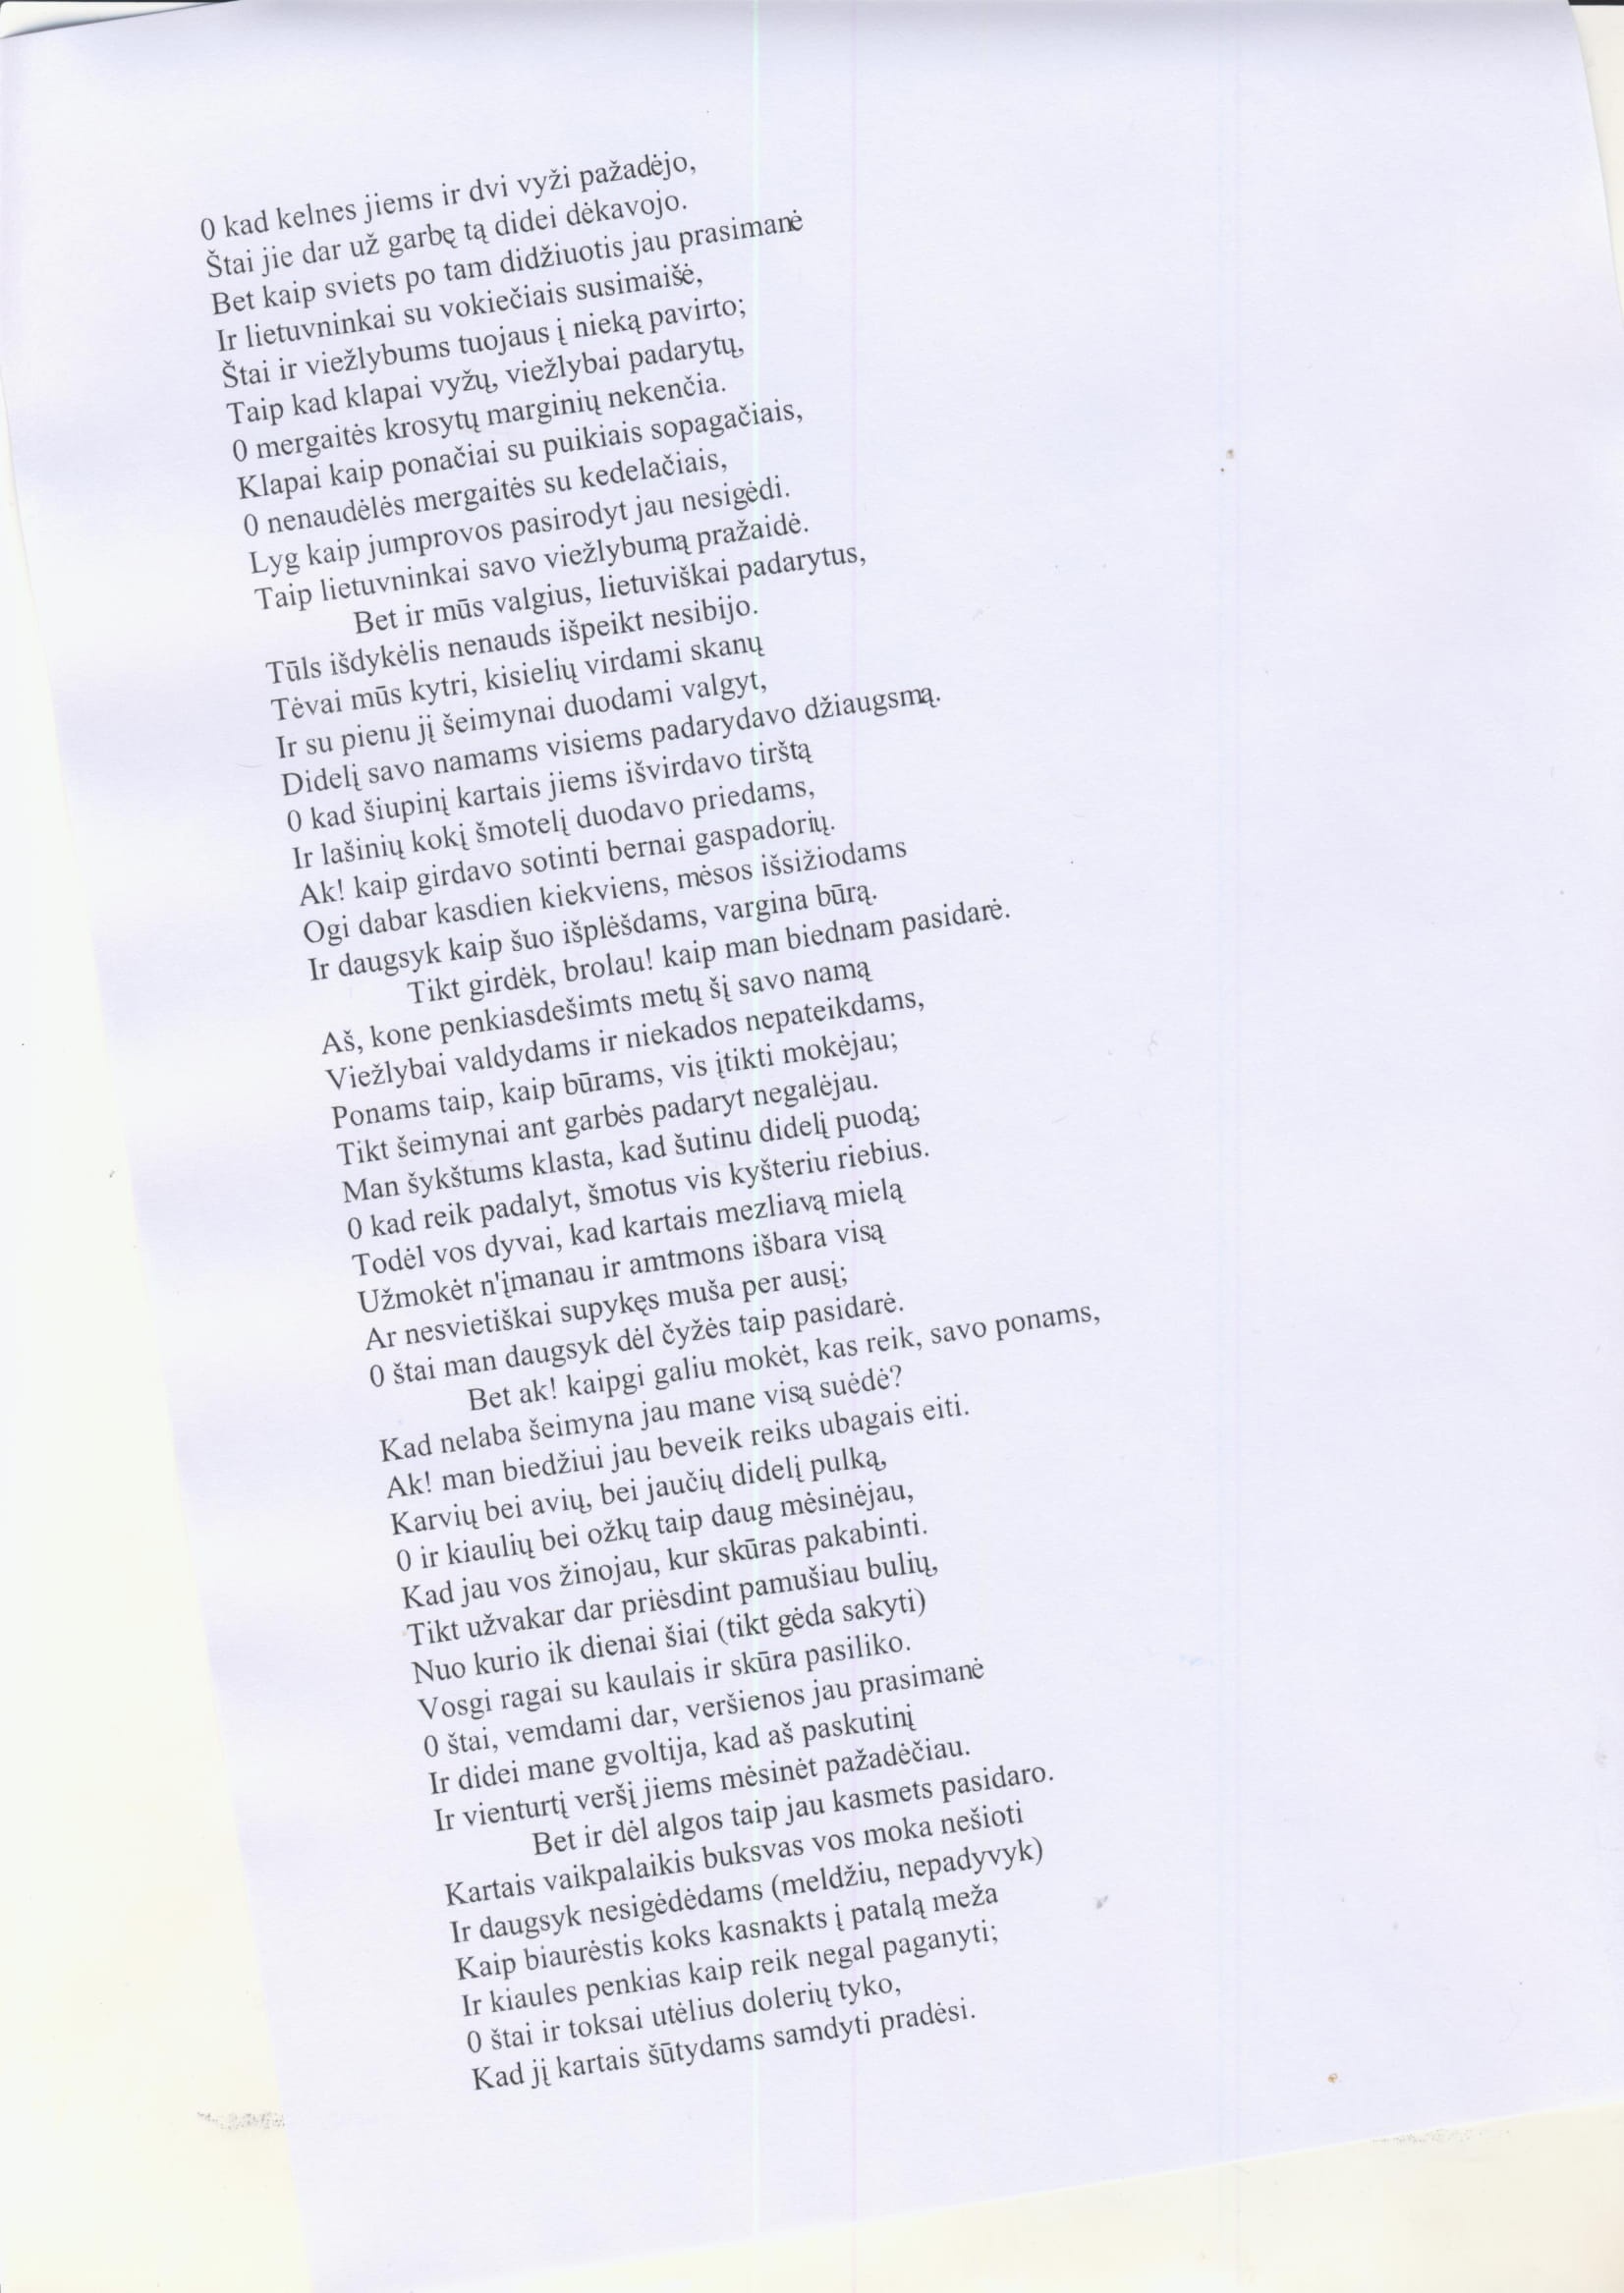 0 kad kelnes jiems ir dvi vyži pažadėjo,
Štai jie dar už garbę tą didei dėkavojo.
Bet kaip sviets po tam didžiuotis jau prasimanė
Ir lietuvninkai su vokiečiais susimaišė,
Štai ir viežlybums tuojaus į nieką pavirto;
Taip kad klapai vyžų, viežlybai padarytų,
0 mergaitės krosytų marginių nekenčia.
Klapai kaip ponačiai su puikiais sopagačiais,
0 nenaudėlės mergaitės su kedelačiais,
Lyg kaip jumprovos pasirodyt jau nesigėdi.
Taip lietuvninkai savo viežlybumą pražaidė.
Bet ir mūs valgius, lietuviškai padarytus,
Tūls išdykėlis nenauds išpeikt nesibijo.
Tėvai mūs kytri, kisielių virdami skanų
Ir su pienu jį šeimynai duodami valgyt,
Didelį savo namams visiems padarydavo džiaugsmą.
0 kad šiupinį kartais jiems išvirdavo tirštą
Ir lašinių kokį šmotelį duodavo priedams,
Ak! kaip girdavo sotinti bernai gaspadorių.
Ogi dabar kasdien kiekviens, mėsos išsižiodams
Ir daugsyk kaip šuo išplėšdams, vargina būrą.
Tikt girdėk, brolau! kaip man biednam pasidarė.
Aš, kone penkiasdešimts metų šį savo namą
Viežlybai valdydams ir niekados nepateikdams,
Ponams taip, kaip būrams, vis įtikti mokėjau;
Tikt šeimynai ant garbės padaryt negalėjau.
Man šykštums klasta, kad šutinu didelį puodą;
0 kad reik padalyt, šmotus vis kyšteriu riebius.
Todėl vos dyvai, kad kartais mezliavą mielą
Užmokėt n'įmanau ir amtmons išbara visą
Ar nesvietiškai supykęs muša per ausį;
0 štai man daugsyk dėl čyžės taip pasidarė.
Bet ak! kaipgi galiu mokėt, kas reik, savo ponams,
Kad nelaba šeimyna jau mane visą suėdė?
Ak! man biedžiui jau beveik reiks ubagais eiti.
Karvių bei avių, bei jaučių didelį pulką,
0 ir kiaulių bei ožkų taip daug mėsinėjau,
Kad jau vos žinojau, kur skūras pakabinti.
Tikt užvakar dar priėsdint pamušiau bulių,
Nuo kurio ik dienai šiai (tikt gėda sakyti)
Vosgi ragai su kaulais ir skūra pasiliko.
0 štai, vemdami dar, veršienos jau prasimanė
Ir didei mane gvoltija, kad aš paskutinį
Ir vienturtį veršį jiems mėsinėt pažadėčiau.
Bet ir dėl algos taip jau kasmets pasidaro.
Kartais vaikpalaikis buksvas vos moka nešioti
Ir daugsyk nesigėdėdams (meldžiu, nepadyvyk)
Kaip biaurėstis koks kasnakts į patalą meža
Ir kiaules penkias kaip reik negal paganyti;
0 štai ir toksai utėlius dolerių tyko,
Kad jį kartais šūtydams samdyti pradėsi.